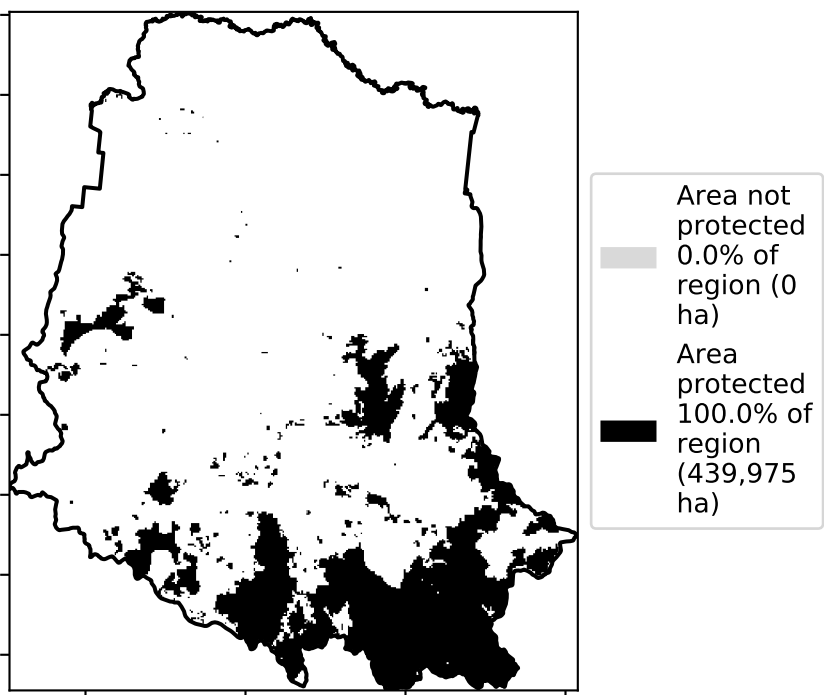 Area not
protected
0.0% of
region (0
ha)
Area
protected
100.0% of
region
(439,975
ha)